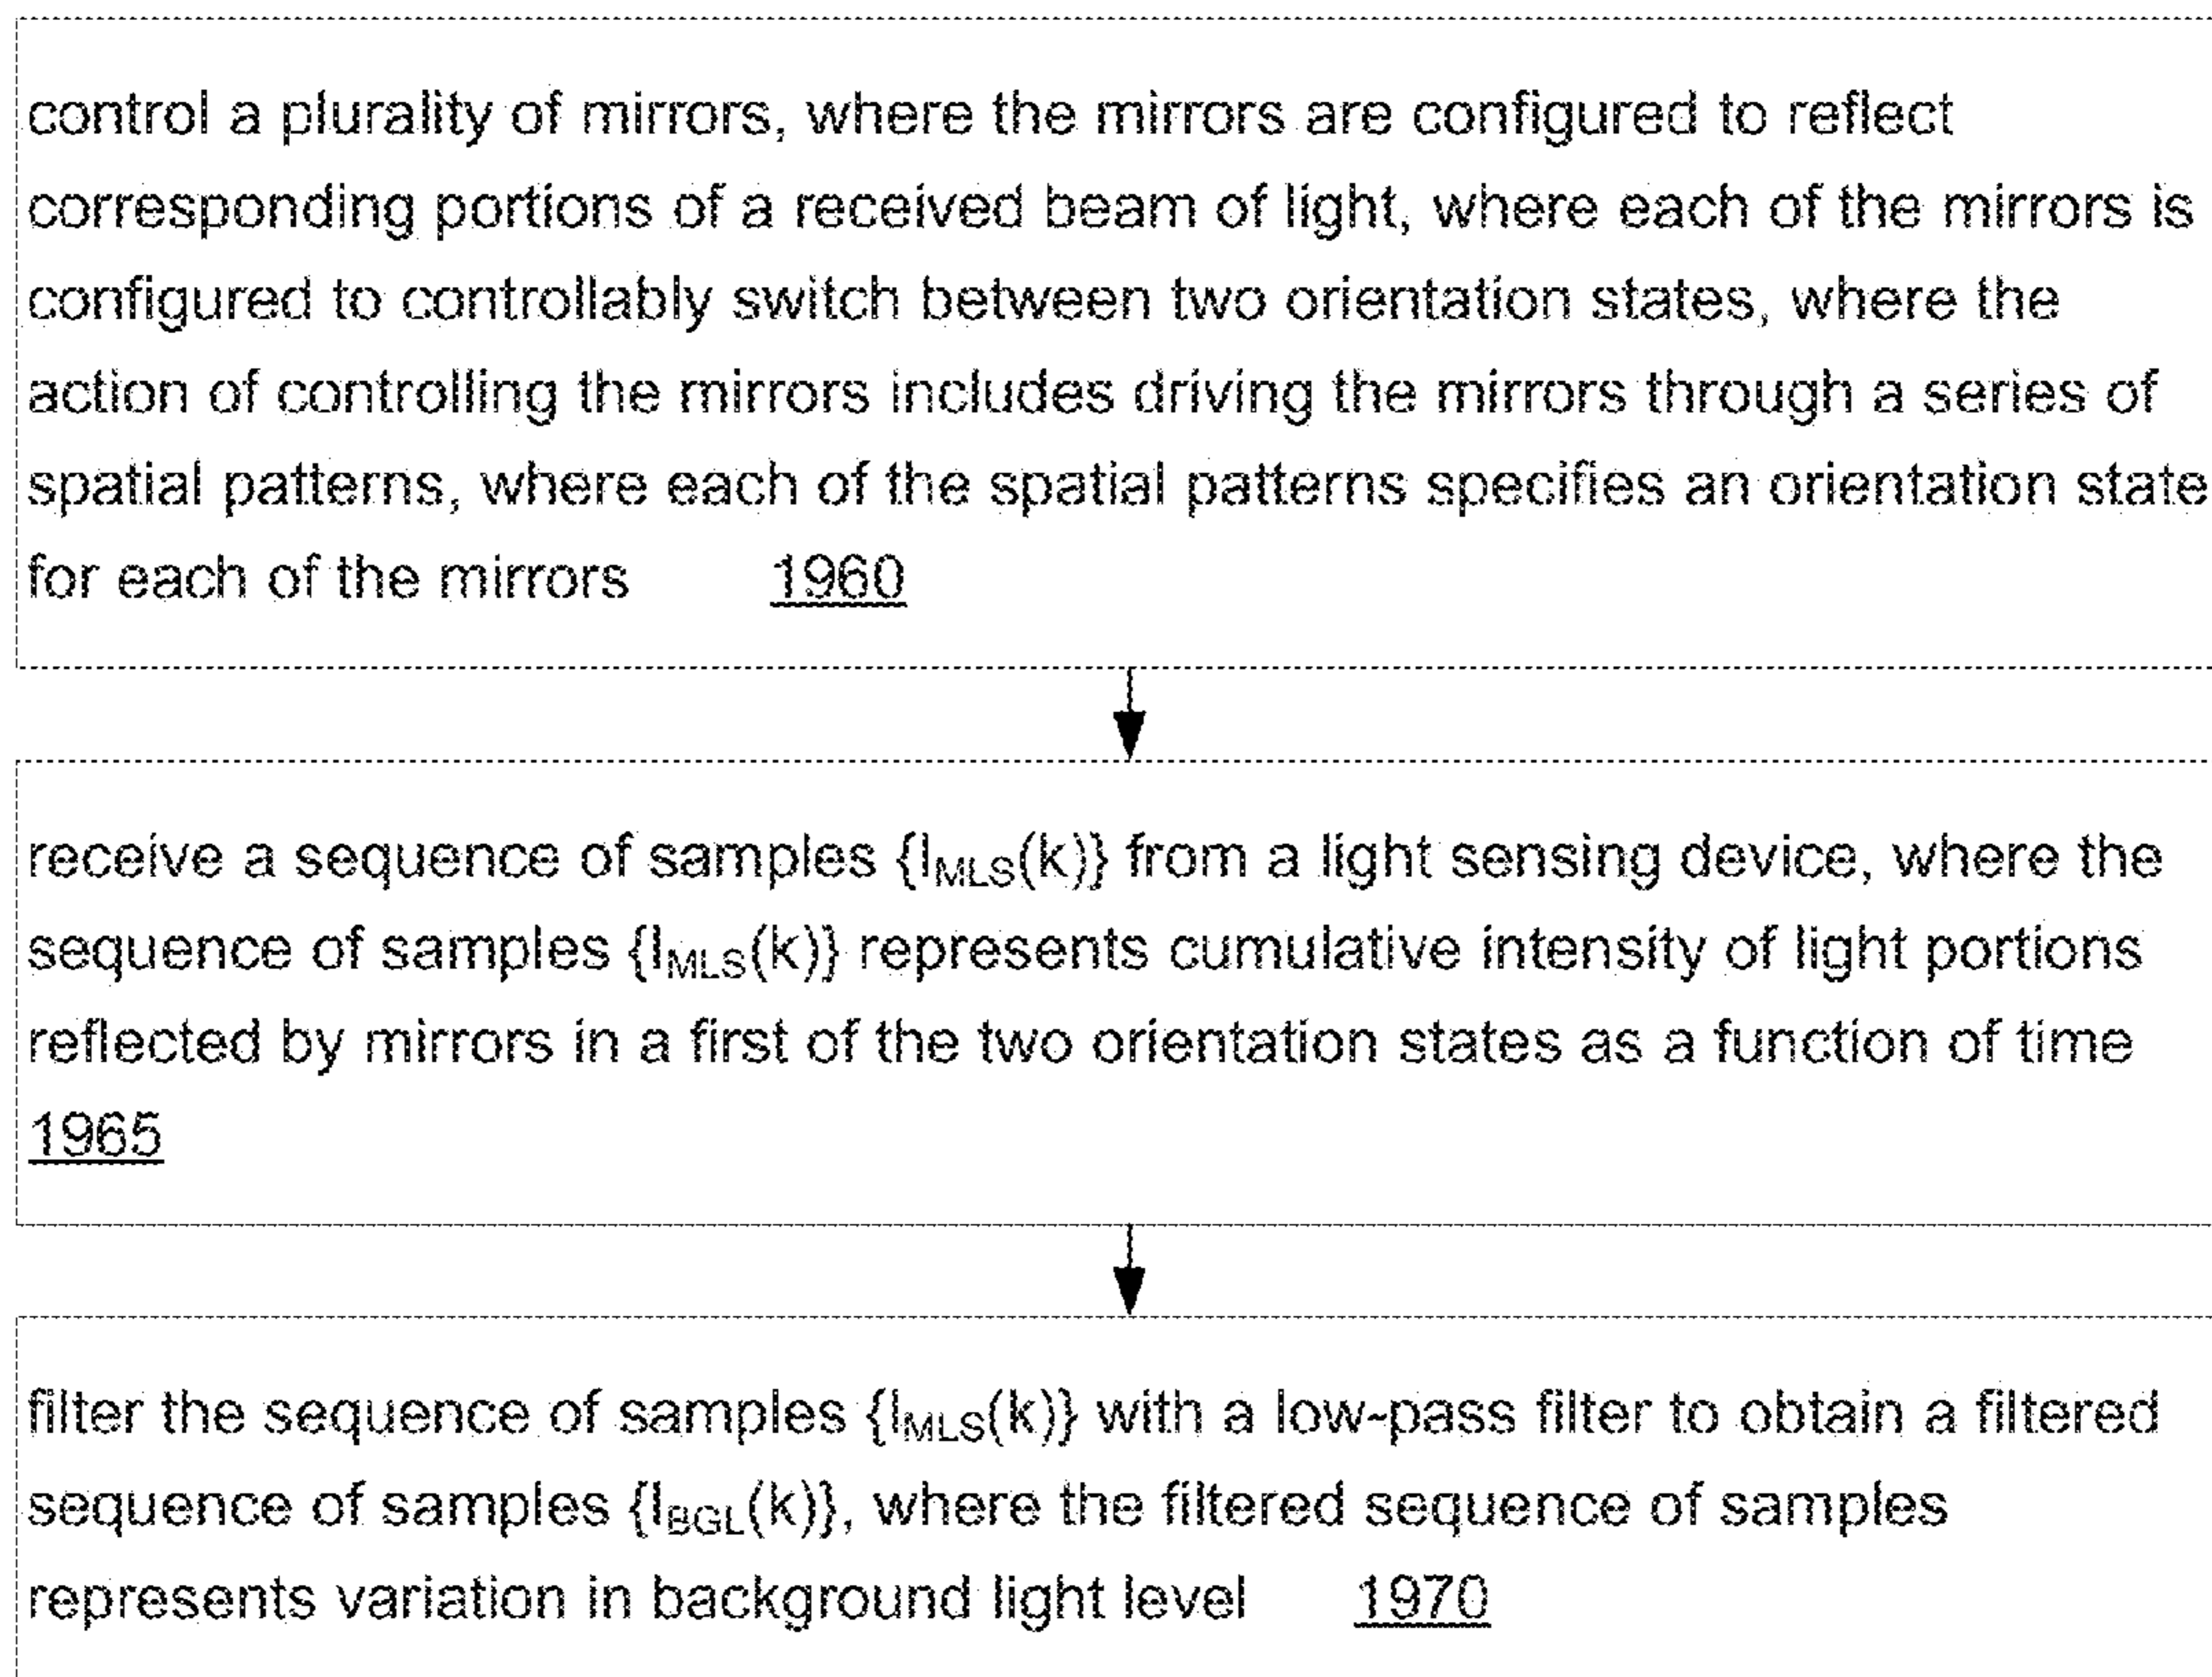 control a plurality of mirrors, where the mirrors are configured to reflect
corresponding portions of a received beam of light, where each of the mirrors is
configured to controllably switch between two orientation states, where the
action of controlling the mirrors includes driving the mirrors through a series of
spatial patterns, where each of the spatial patterns specifies an orientation state
for each of the mirrors 1960
receive a sequence of samples {I_MLS(k)} from a light sensing device, where the
sequence of samples {I_MLS(k)} represents cumulative intensity of light portions
reflected by mirrors in a first of the two orientation states as a function of time
1965
filter the sequence of samples {I_MLS(k)} with a low-pass filter to obtain a filtered
sequence of samples {I_BGL(k)}, where the filtered sequence of samples
represents variation in background light level 1970